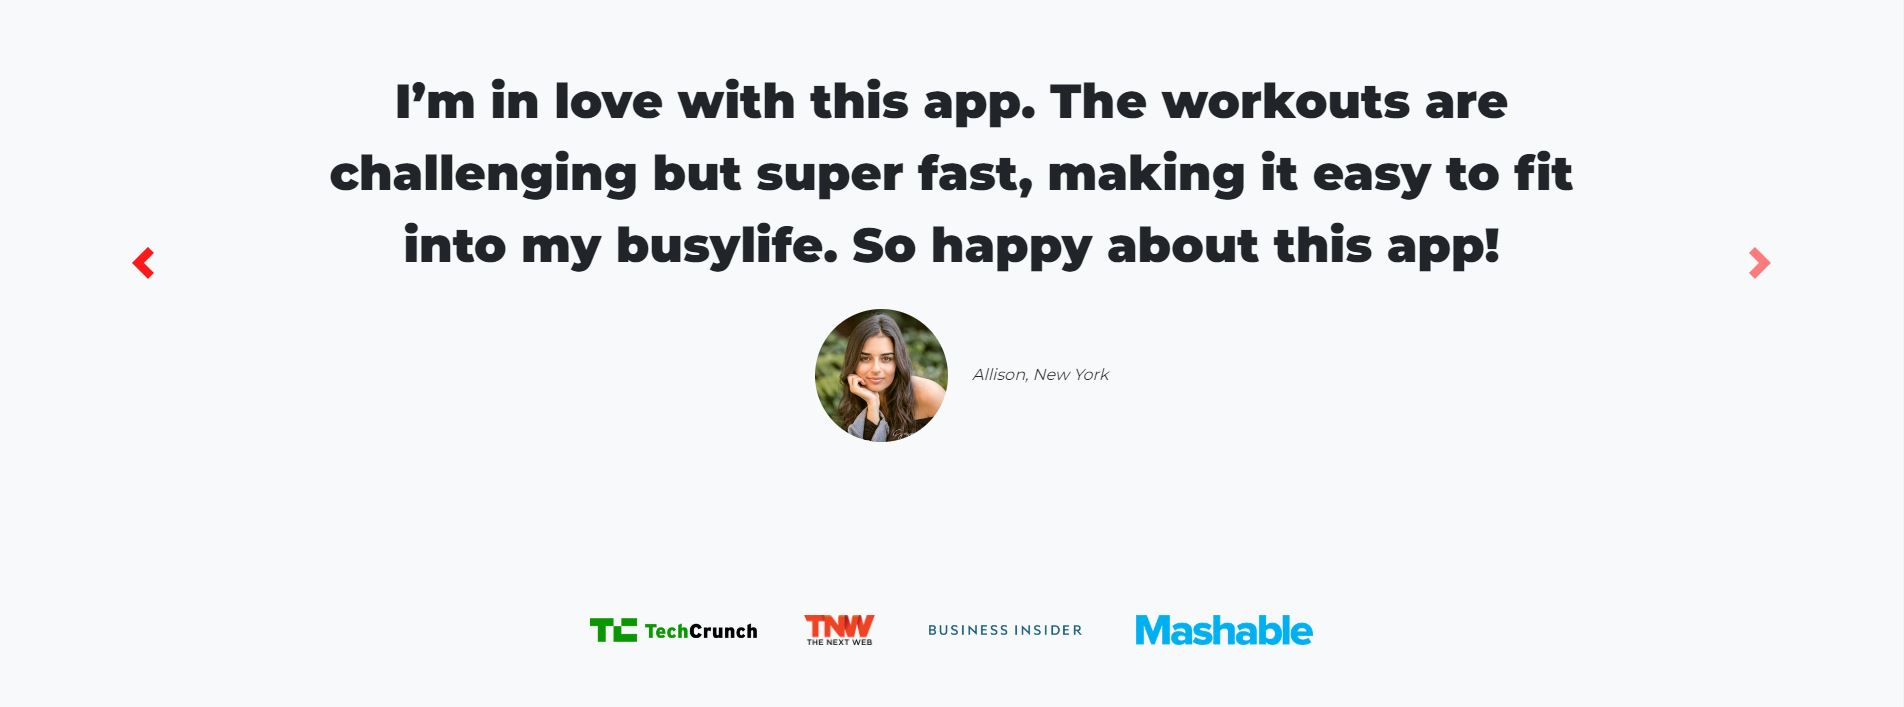 I’m in love with this app. The workouts are
challenging but super fast, making it easy to fit
into my busylife. So happy about this app!
Allison, New York
TC TechCrunch
TNW
THE NEXT WEB
BUSINESS INSIDER
Mashable